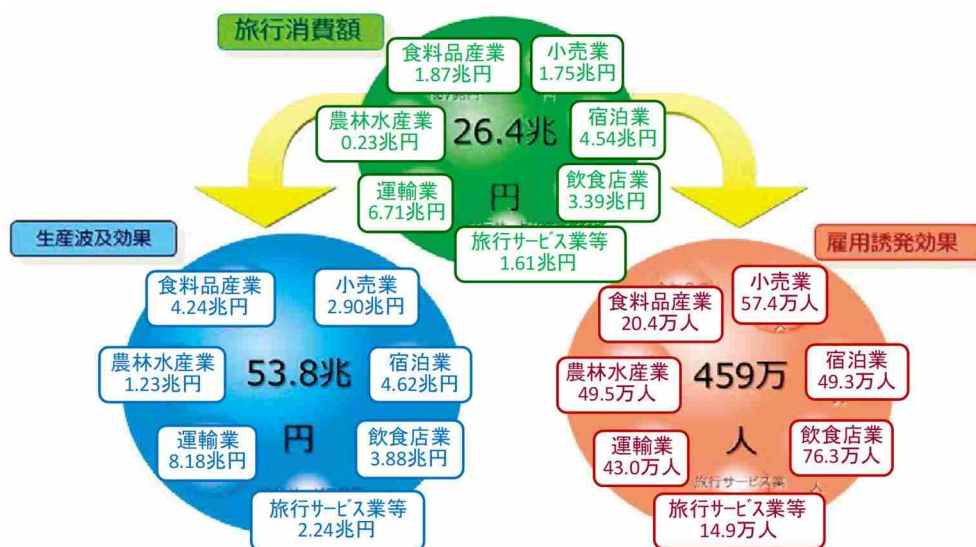 旅行消費額
食料品産業
1.87兆円
小売業
1.75兆円
農林水産業
0.23兆円
26.4兆
円
宿泊業
4.54兆円
運輸業
6.71兆円
飲食店業
3.39兆円
旅行サービス業等
1.61兆円
生産波及効果
食料品産業
4.24兆円
小売業
2.90兆円
農林水産業
1.23兆円
53.8兆
円
宿泊業
4.62兆円
運輸業
8.18兆円
飲食店業
3.88兆円
旅行サービス業等
2.24兆円
雇用誘発効果
食料品産業
20.4万人
小売業
57.4万人
農林水産業
49.5万人
459万
人
宿泊業
49.3万人
運輸業
43.0万人
飲食店業
76.3万人
旅行サービス業
旅行サービス業等
14.9万人